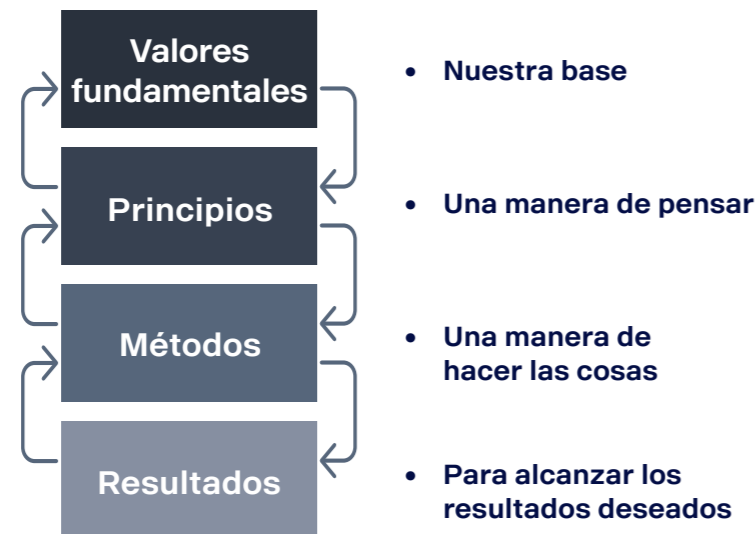 Valores
fundamentales
• Nuestra base
Principios
• Una manera de pensar
Métodos
• Una manera de
hacer las cosas
Resultados
• Para alcanzar los
resultados deseados